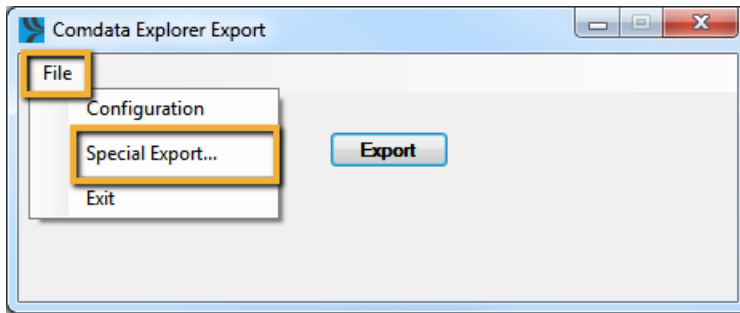 Comdata Explorer Export
File
Configuration
Special Export...
Export
Exit